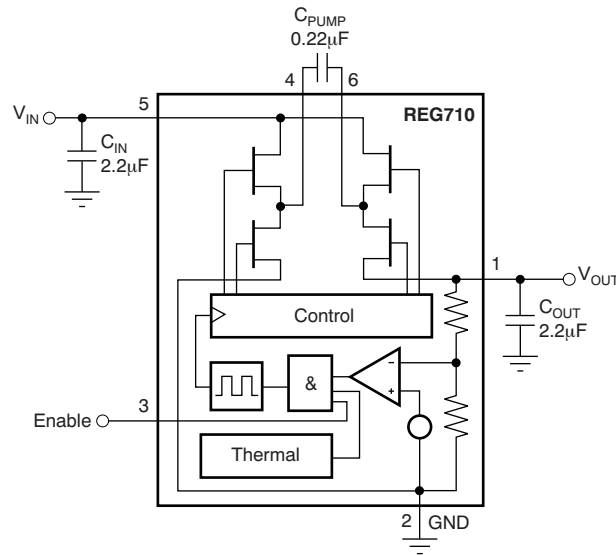 C_PUMP
0.22µF
4
6
REG710
V_IN
5
C_IN
2.2µF
1
V_OUT
C_OUT
2.2µF
Control
&
−
+
Enable
3
Thermal
2
GND